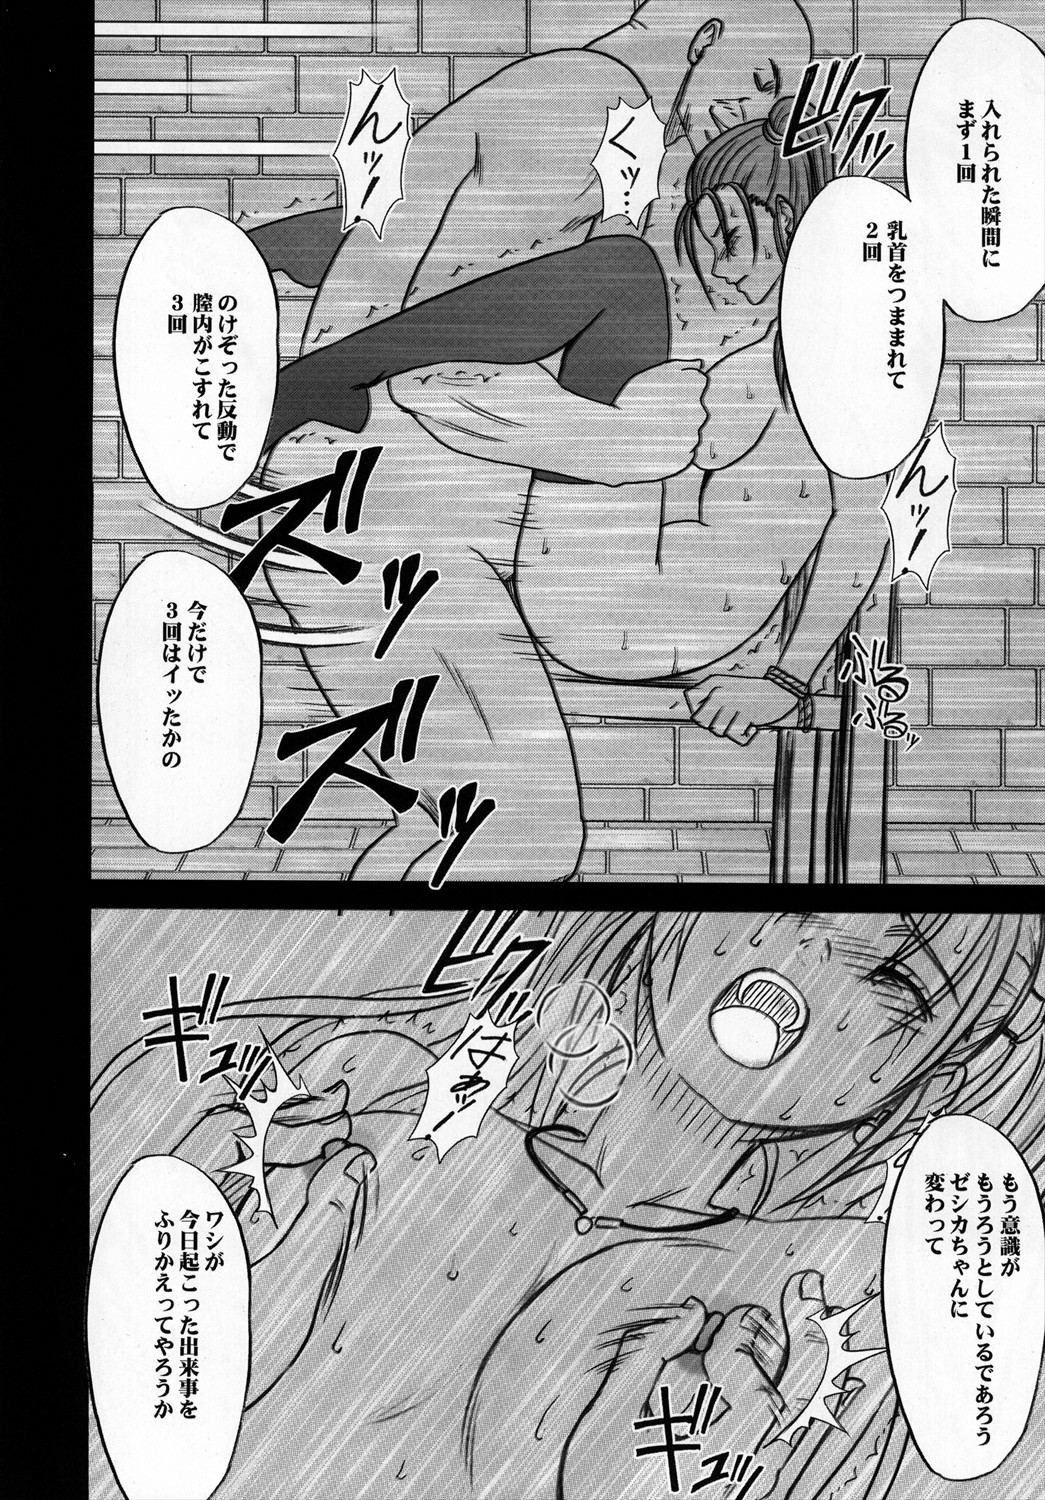 入れられた瞬間に
まず1回
乳首をつままれて
2回
ビクッ
くッ…
んッ!
のけぞった反動で
膣内がこすれて
3回
んッ!
ズッ
ズッ
ぶるぶるッ
今だけで
3回はイッたかの
ビクッ
はぁッ
ギュッ
もう意識が
もうろうとしているであろう
ゼシカちゃんに
変わって
ギュッ
ワシが
今日起こった出来事を
ふりかえってやろうか